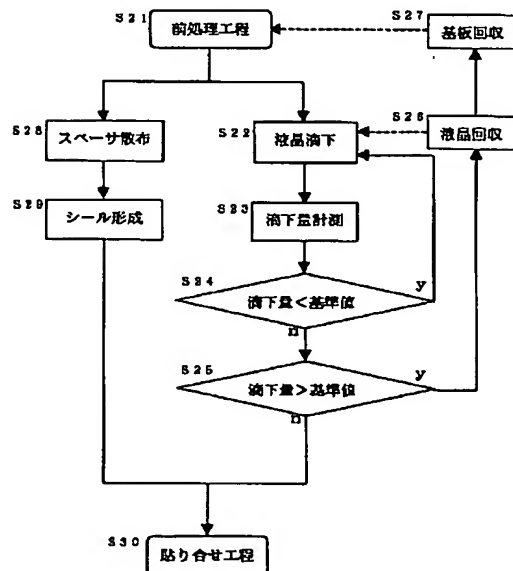 S21
前処理工程
S27
基板回収
S28
スペーサ散布
S22
液晶滴下
S26
液晶回収
S29
シール形成
S23
滴下量計測
S24
滴下量<基準値
y
n
S25
滴下量>基準値
y
n
S30
貼り合せ工程